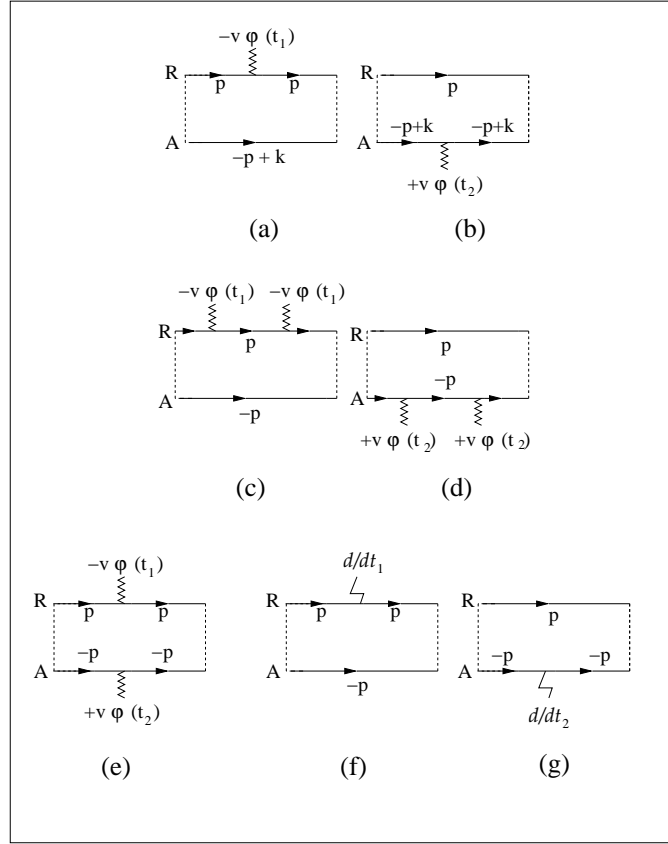 −v φ (t₁)
R p p
A −p + k
(a)
R p
A −p+k −p+k
+v φ (t₂)
(b)
−v φ (t₁) −v φ (t₁)
R p
A −p
(c)
R p
A −p
+v φ (t₂) +v φ (t₂)
(d)
−v φ (t₁)
R p p
A −p −p
+v φ (t₂)
(e)
d/dt₁
R p p
A −p
(f)
R p
A −p −p
d/dt₂
(g)